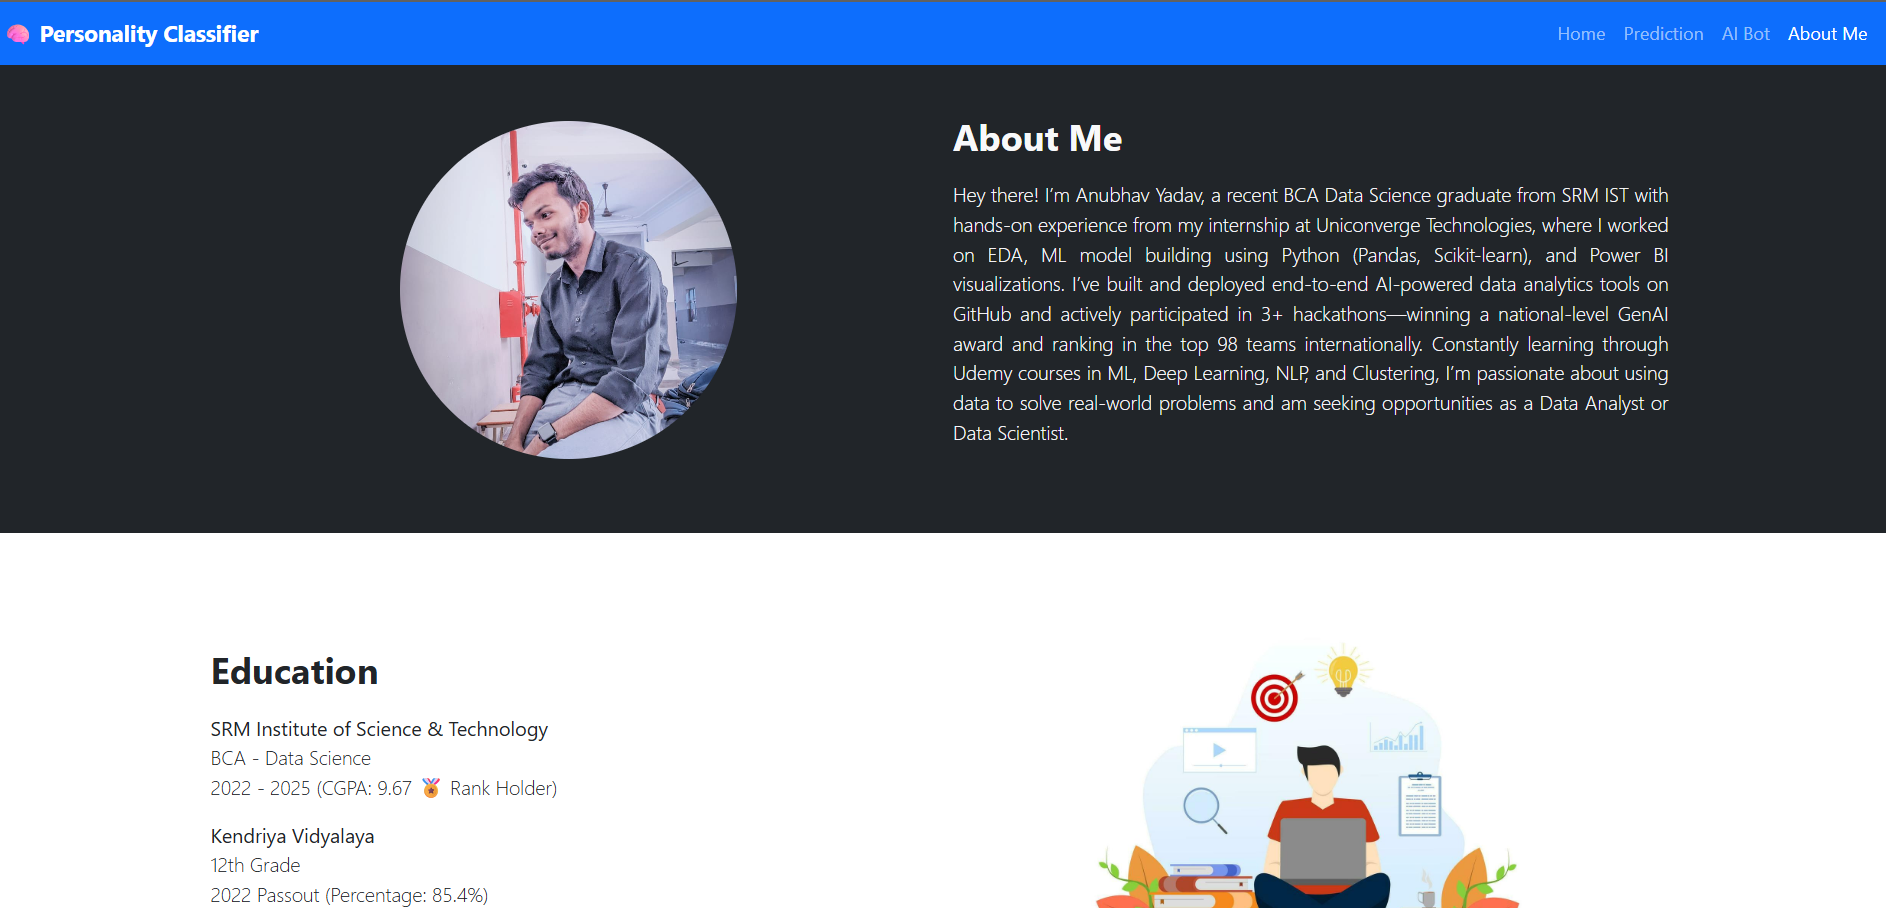 🧠 Personality Classifier
Home Prediction AI Bot About Me
About Me
Hey there! I’m Anubhav Yadav, a recent BCA Data Science graduate from SRM IST with
hands-on experience from my internship at Uniconverge Technologies, where I worked
on EDA, ML model building using Python (Pandas, Scikit-learn), and Power BI
visualizations. I’ve built and deployed end-to-end AI-powered data analytics tools on
GitHub and actively participated in 3+ hackathons—winning a national-level GenAI
award and ranking in the top 98 teams internationally. Constantly learning through
Udemy courses in ML, Deep Learning, NLP, and Clustering, I’m passionate about using
data to solve real-world problems and am seeking opportunities as a Data Analyst or
Data Scientist.
Education
SRM Institute of Science & Technology
BCA - Data Science
2022 - 2025 (CGPA: 9.67 🏅 Rank Holder)
Kendriya Vidyalaya
12th Grade
2022 Passout (Percentage: 85.4%)